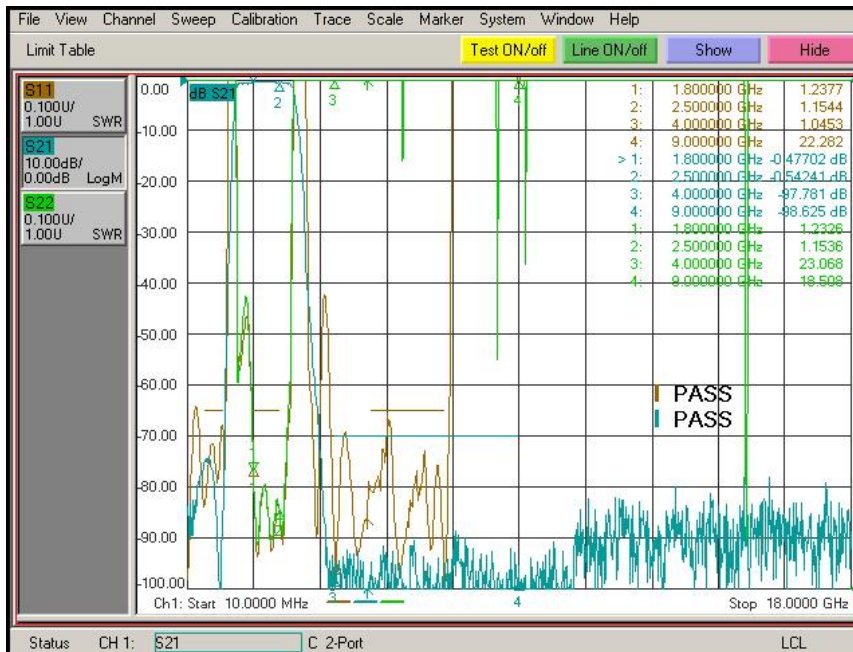 File View Channel Sweep Calibration Trace Scale Marker System Window Help
Limit Table
Test ON/off Line ON/off Show Hide
S11
0.100U/
1.00U SWR
S21
10.00dB/
0.00dB LogM
S22
0.100U/
1.00U SWR
dB S21
0.00
-10.00
-20.00
-30.00
-40.00
-50.00
-60.00
-70.00
-80.00
-90.00
-100.00
2
3
4
1: 1.800000 GHz 1.2377
2: 2.500000 GHz 1.1544
3: 4.000000 GHz 1.0453
4: 9.000000 GHz 22.282
> 1: 1.800000 GHz -0.47702 dB
2: 2.500000 GHz -0.54241 dB
3: 4.000000 GHz -97.781 dB
4: 9.000000 GHz -98.625 dB
1: 1.800000 GHz 1.2326
2: 2.500000 GHz 1.1536
3: 4.000000 GHz 23.068
4: 9.000000 GHz 18.508
PASS
PASS
3
4
Ch1: Start 10.0000 MHz
Stop 18.0000 GHz
Status CH 1: S21 C 2-Port LCL